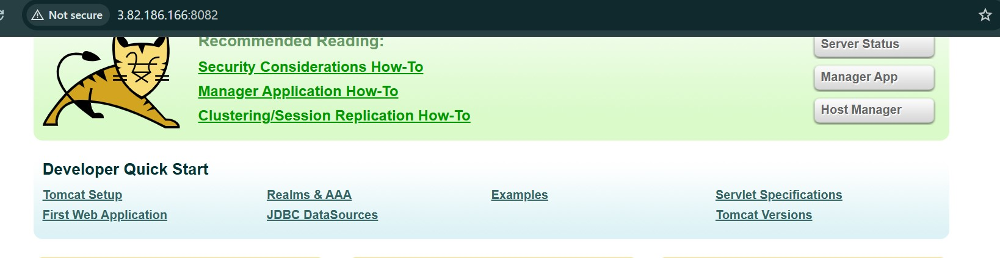 Not secure 3.82.186.166:8082
Recommended Reading:
Security Considerations How-To
Manager Application How-To
Clustering/Session Replication How-To
Server Status
Manager App
Host Manager
Developer Quick Start
Tomcat Setup
First Web Application
Realms & AAA
JDBC DataSources
Examples
Servlet Specifications
Tomcat Versions